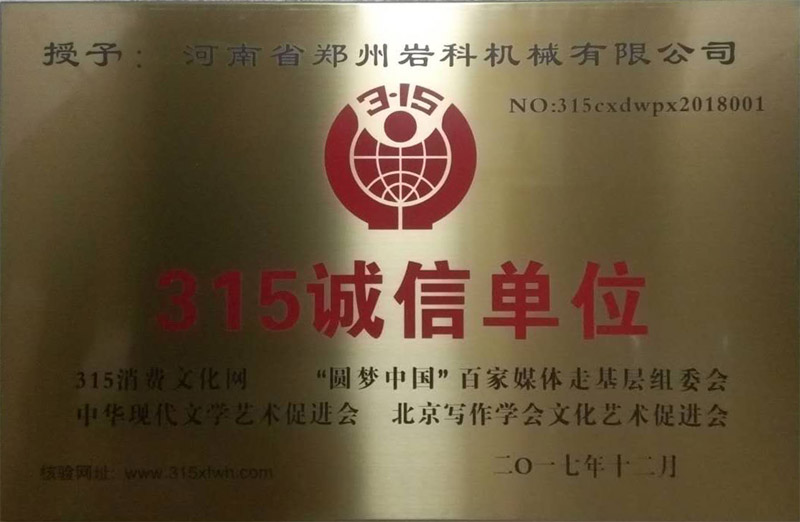 授予：河南省郑州岩科机械有限公司
NO:315cxdwpx2018001
3·15
315诚信单位
315消费文化网 “圆梦中国”百家媒体走基层组委会
中华现代文学艺术促进会 北京写作学会文化艺术促进会
核验网址: www.315xfwh.com
二〇一七年十二月